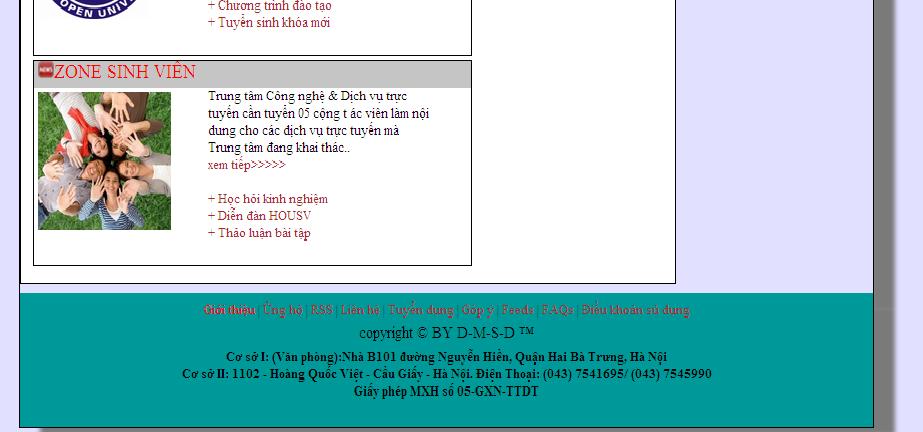 OPEN UNIV
+ Chương trình đào tạo
+ Tuyển sinh khóa mới
NEWS ZONE SINH VIÊN
Trung tâm Công nghệ & Dịch vụ trực
tuyến cần tuyển 05 cộng t ác viên làm nội
dung cho các dịch vụ trực tuyến mà
Trung tâm đang khai thác..
xem tiếp>>>>>
+ Học hỏi kinh nghiệm
+ Diễn đàn HOUSV
+ Thảo luận bài tập
Giới thiệu | Ủng hộ | RSS | Liên hệ | Tuyển dụng | Góp ý | Feeds | FAQs | Điều khoản sử dụng
copyright © BY D-M-S-D ™
Cơ sở I: (Văn phòng):Nhà B101 đường Nguyễn Hiền, Quận Hai Bà Trưng, Hà Nội
Cơ sở II: 1102 - Hoàng Quốc Việt - Cầu Giấy - Hà Nội. Điện Thoại: (043) 7541695/ (043) 7545990
Giấy phép MXH số 05-GXN-TTDT